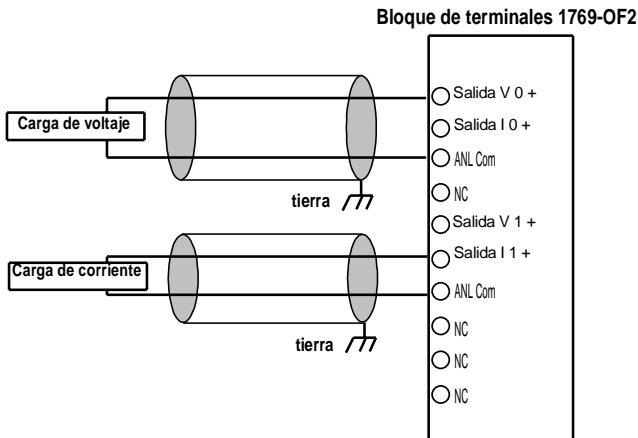 Bloque de terminales 1769-OF2
Salida V 0 +
Carga de voltaje
Salida I 0 +
ANL Com
NC
tierra
Salida V 1 +
Salida I 1 +
Carga de corriente
ANL Com
NC
tierra
NC
NC